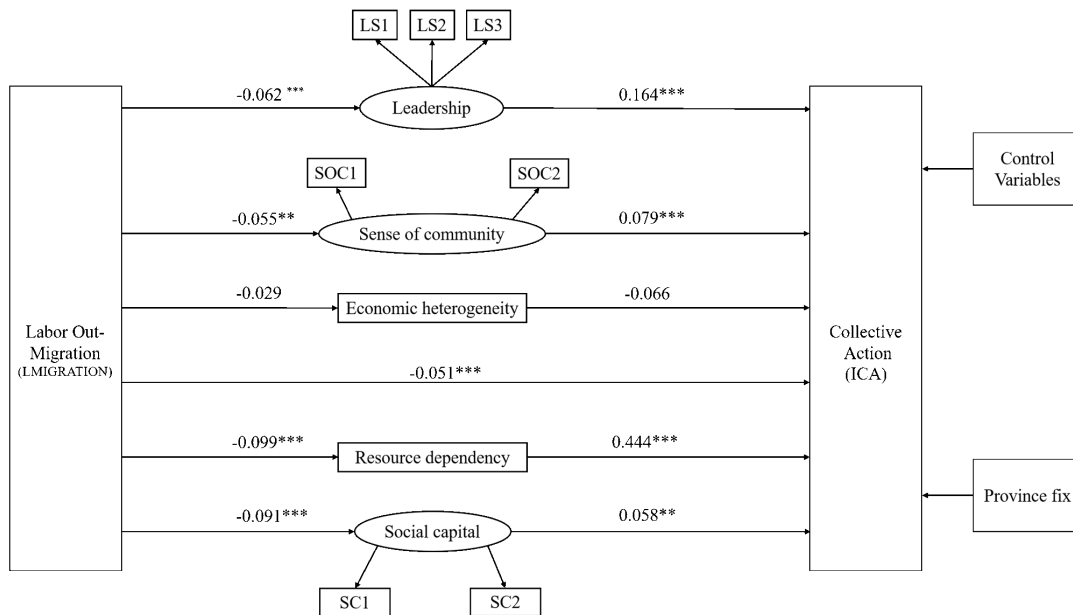 LS1 LS2 LS3
-0.062 *** Leadership 0.164***
Control
Variables
SOC1 SOC2
-0.055** Sense of community 0.079***
-0.029 Economic heterogeneity -0.066
Labor Out-
Migration
(LMIGRATION)
Collective
Action
(ICA)
-0.051***
-0.099*** Resource dependency 0.444***
Province fix
-0.091*** Social capital 0.058**
SC1 SC2